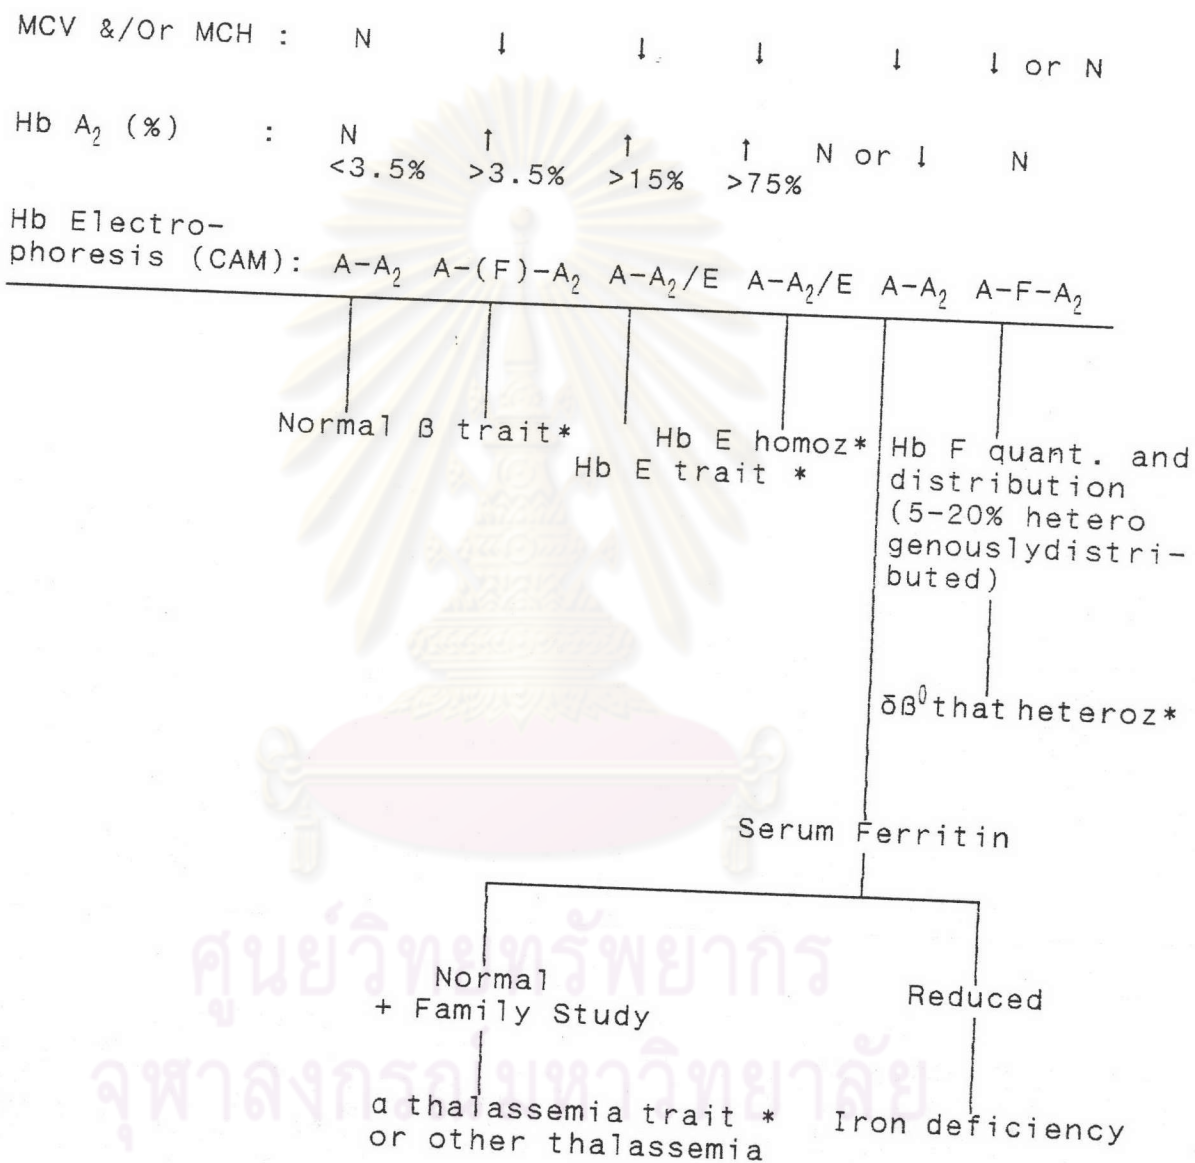 MCV &/Or MCH : N ↓ ↓ ↓ ↓ ↓ or N
Hb A₂ (%) : N ↑ ↑ ↑ N or ↓ N
<3.5% >3.5% >15% >75%
Hb Electro-
phoresis (CAM): A-A₂ A-(F)-A₂ A-A₂/E A-A₂/E A-A₂ A-F-A₂
Normal β trait* Hb E homoz*
Hb E trait *
Hb F quant. and
distribution
(5-20% hetero
genouslydistri-
buted)
δβ⁰that heteroz*
Serum Ferritin
Normal
+ Family Study
Reduced
α thalassemia trait *
or other thalassemia
Iron deficiency
ศูนย์วิทยทรัพยากร
จุฬาลงกรณ์มหาวิทยาลัย